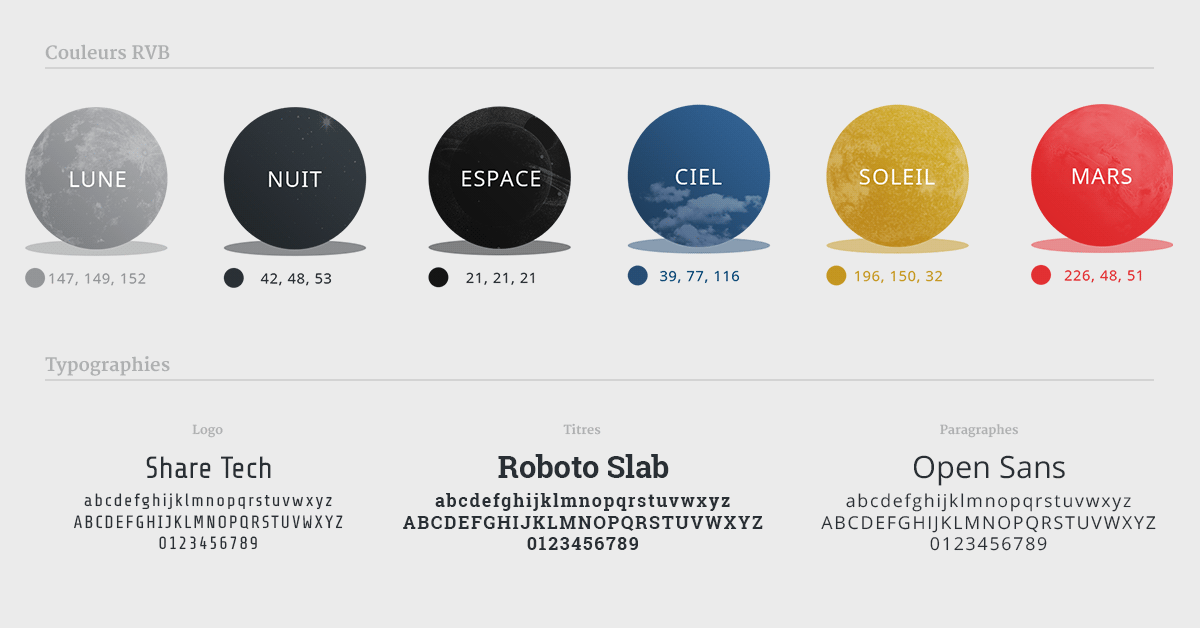 Couleurs RVB
LUNE
NUIT
ESPACE
CIEL
SOLEIL
MARS
147, 149, 152
42, 48, 53
21, 21, 21
39, 77, 116
196, 150, 32
226, 48, 51
Typographies
Logo
Share Tech
abcdefghijklmnopqrstuvwxyz
ABCDEFGHIJKLMNOPQRSTUVWXYZ
0123456789
Titres
Roboto Slab
abcdefghijklmnopqrstuvwxyz
ABCDEFGHIJKLMNOPQRSTUVWXYZ
0123456789
Paragraphes
Open Sans
abcdefghijklmnopqrstuvwxyz
ABCDEFGHIJKLMNOPQRSTUVWXYZ
0123456789